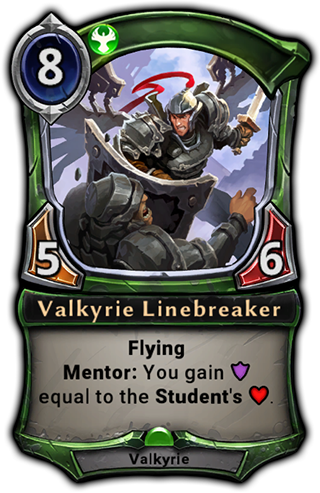 8
5
6
Valkyrie Linebreaker
Flying
Mentor: You gain
equal to the Student's .
Valkyrie